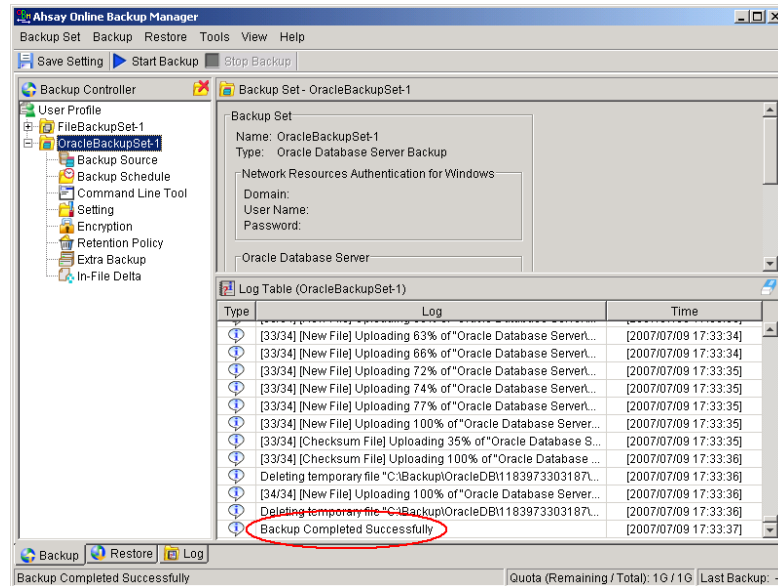 Ahsay Online Backup Manager
Backup Set Backup Restore Tools View Help
Save Setting Start Backup Stop Backup
Backup Controller
User Profile
FileBackupSet-1
OracleBackupSet-1
Backup Source
Backup Schedule
Command Line Tool
Setting
Encryption
Retention Policy
Extra Backup
In-File Delta
Backup Set - OracleBackupSet-1
Backup Set
Name: OracleBackupSet-1
Type: Oracle Database Server Backup
Network Resources Authentication for Windows
Domain:
User Name:
Password:
Oracle Database Server
Log Table (OracleBackupSet-1)
Type Log Time
[33/34] [New File] Uploading 63% of "Oracle Database Server\... [2007/07/09 17:33:34]
[33/34] [New File] Uploading 66% of "Oracle Database Server\... [2007/07/09 17:33:34]
[33/34] [New File] Uploading 72% of "Oracle Database Server\... [2007/07/09 17:33:35]
[33/34] [New File] Uploading 74% of "Oracle Database Server\... [2007/07/09 17:33:35]
[33/34] [New File] Uploading 77% of "Oracle Database Server\... [2007/07/09 17:33:35]
[33/34] [New File] Uploading 100% of "Oracle Database Server... [2007/07/09 17:33:35]
[33/34] [Checksum File] Uploading 35% of "Oracle Database S... [2007/07/09 17:33:36]
[33/34] [Checksum File] Uploading 100% of "Oracle Database ... [2007/07/09 17:33:36]
Deleting temporary file "C:\Backup\OracleDB\1183973303187\... [2007/07/09 17:33:36]
[34/34] [New File] Uploading 100% of "Oracle Database Server... [2007/07/09 17:33:36]
Deleting temporary file "C:\Backup\OracleDB\1183973303187\... [2007/07/09 17:33:36]
Backup Completed Successfully [2007/07/09 17:33:37]
Backup Restore Log
Backup Completed Successfully Quota (Remaining / Total): 1G / 1G Last Backup: -